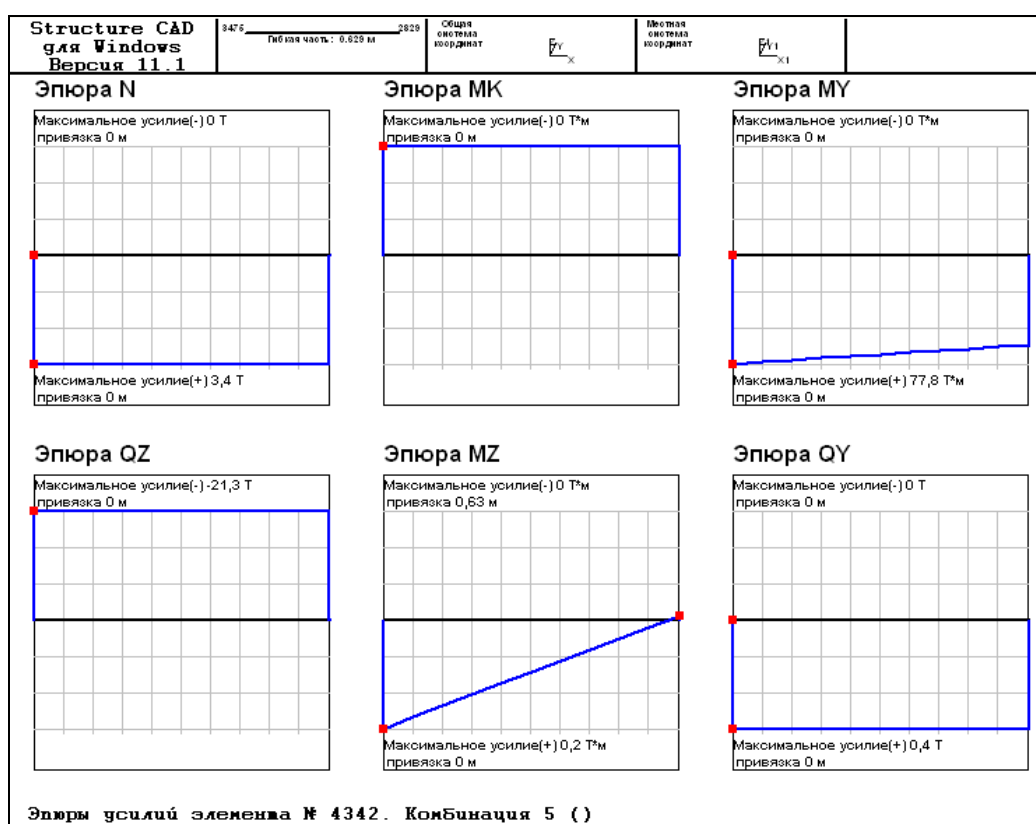 Structure CAD
для Windows
Версия 11.1
3475
2829
Гибкая часть: 0.629 м
Общая
система
координат
Y
X
Местная
система
координат
Y1
X1
Эпюра N
Максимальное усилие(-) 0 Т
привязка 0 м
Максимальное усилие(+) 3,4 Т
привязка 0 м
Эпюра MK
Максимальное усилие(-) 0 Т*м
привязка 0 м
Эпюра MY
Максимальное усилие(-) 0 Т*м
привязка 0 м
Максимальное усилие(+) 77,8 Т*м
привязка 0 м
Эпюра QZ
Максимальное усилие(-) -21,3 Т
привязка 0 м
Эпюра MZ
Максимальное усилие(-) 0 Т*м
привязка 0,63 м
Максимальное усилие(+) 0,2 Т*м
привязка 0 м
Эпюра QY
Максимальное усилие(-) 0 Т
привязка 0 м
Максимальное усилие(+) 0,4 Т
привязка 0 м
Эпюры усилий элемента № 4342. Комбинация 5 ()